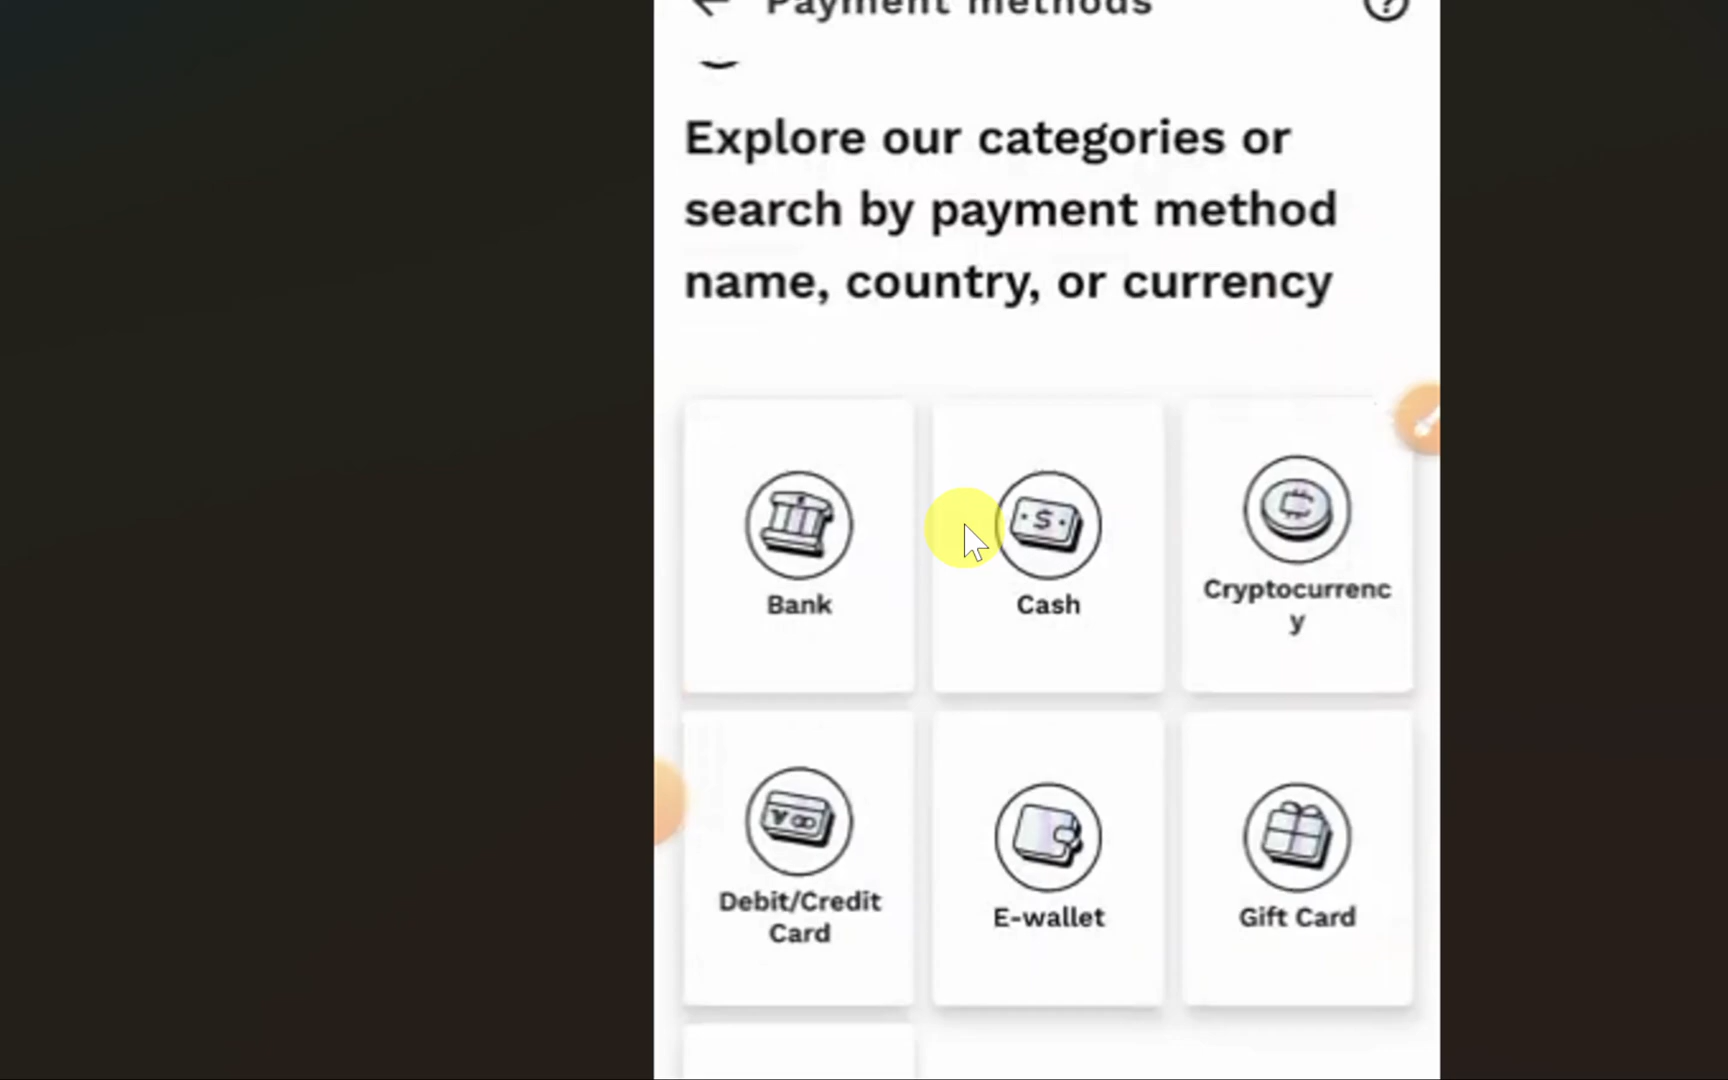 Payment methods
Explore our categories or
search by payment method
name, country, or currency
Bank
Cash
Cryptocurrenc
y
Debit/Credit
Card
E-wallet
Gift Card